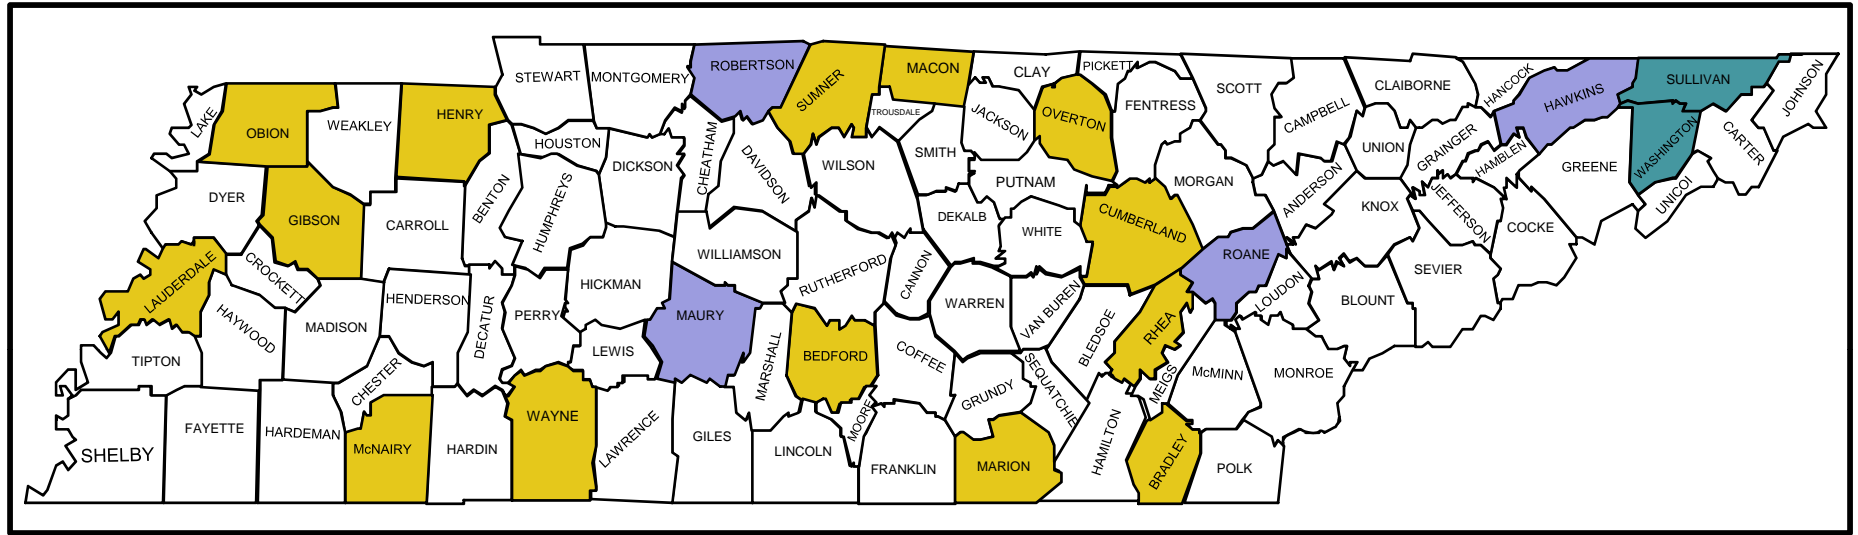 STEWART
MONTGOMERY
ROBERTSON
SUMNER
MACON
CLAY
PICKETT
FENTRESS
SCOTT
CAMPBELL
CLAIBORNE
HANCOCK
HAWKINS
SULLIVAN
JOHNSON
LAKE
OBION
WEAKLEY
HENRY
HOUSTON
DICKSON
CHEATHAM
DAVIDSON
WILSON
TROUSDALE
SMITH
JACKSON
OVERTON
PUTNAM
MORGAN
ANDERSON
UNION
GRAINGER
HAMBLEN
GREENE
WASHINGTON
CARTER
UNICOI
DYER
GIBSON
CARROLL
BENTON
HUMPHREYS
WILLIAMSON
RUTHERFORD
CANNON
DEKALB
WHITE
CUMBERLAND
ROANE
KNOX
JEFFERSON
COCKE
SEVIER
LAUDERDALE
CROCKETT
HAYWOOD
MADISON
HENDERSON
DECATUR
PERRY
HICKMAN
LEWIS
MAURY
MARSHALL
BEDFORD
COFFEE
WARREN
VAN BUREN
BLEDSOE
RHEA
LOUDON
BLOUNT
TIPTON
CHESTER
MOORE
GRUNDY
SEQUATCHIE
MEIGS
McMINN
MONROE
SHELBY
FAYETTE
HARDEMAN
McNAIRY
HARDIN
WAYNE
LAWRENCE
GILES
LINCOLN
FRANKLIN
MARION
HAMILTON
BRADLEY
POLK